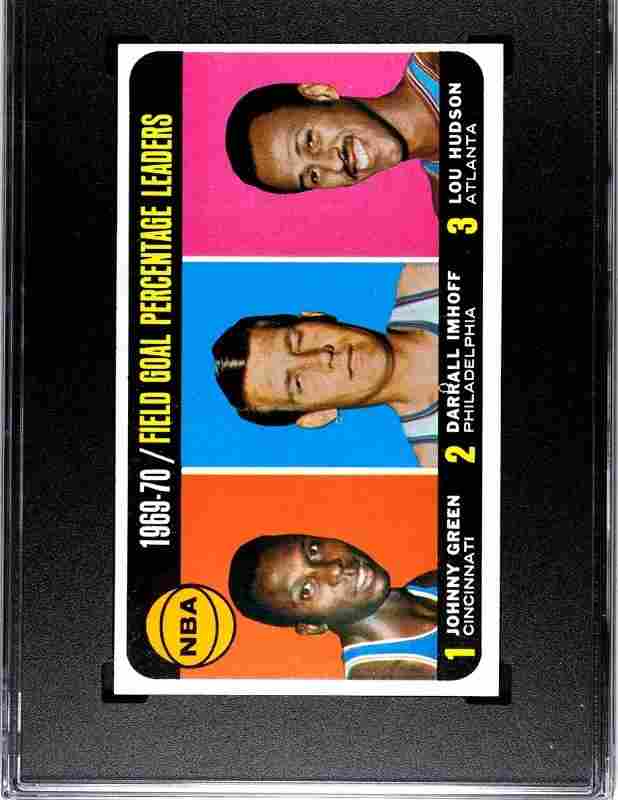 1969-70 / FIELD GOAL PERCENTAGE LEADERS
NBA
1 JOHNNY GREEN
CINCINNATI
2 DARRALL IMHOFF
PHILADELPHIA
3 LOU HUDSON
ATLANTA